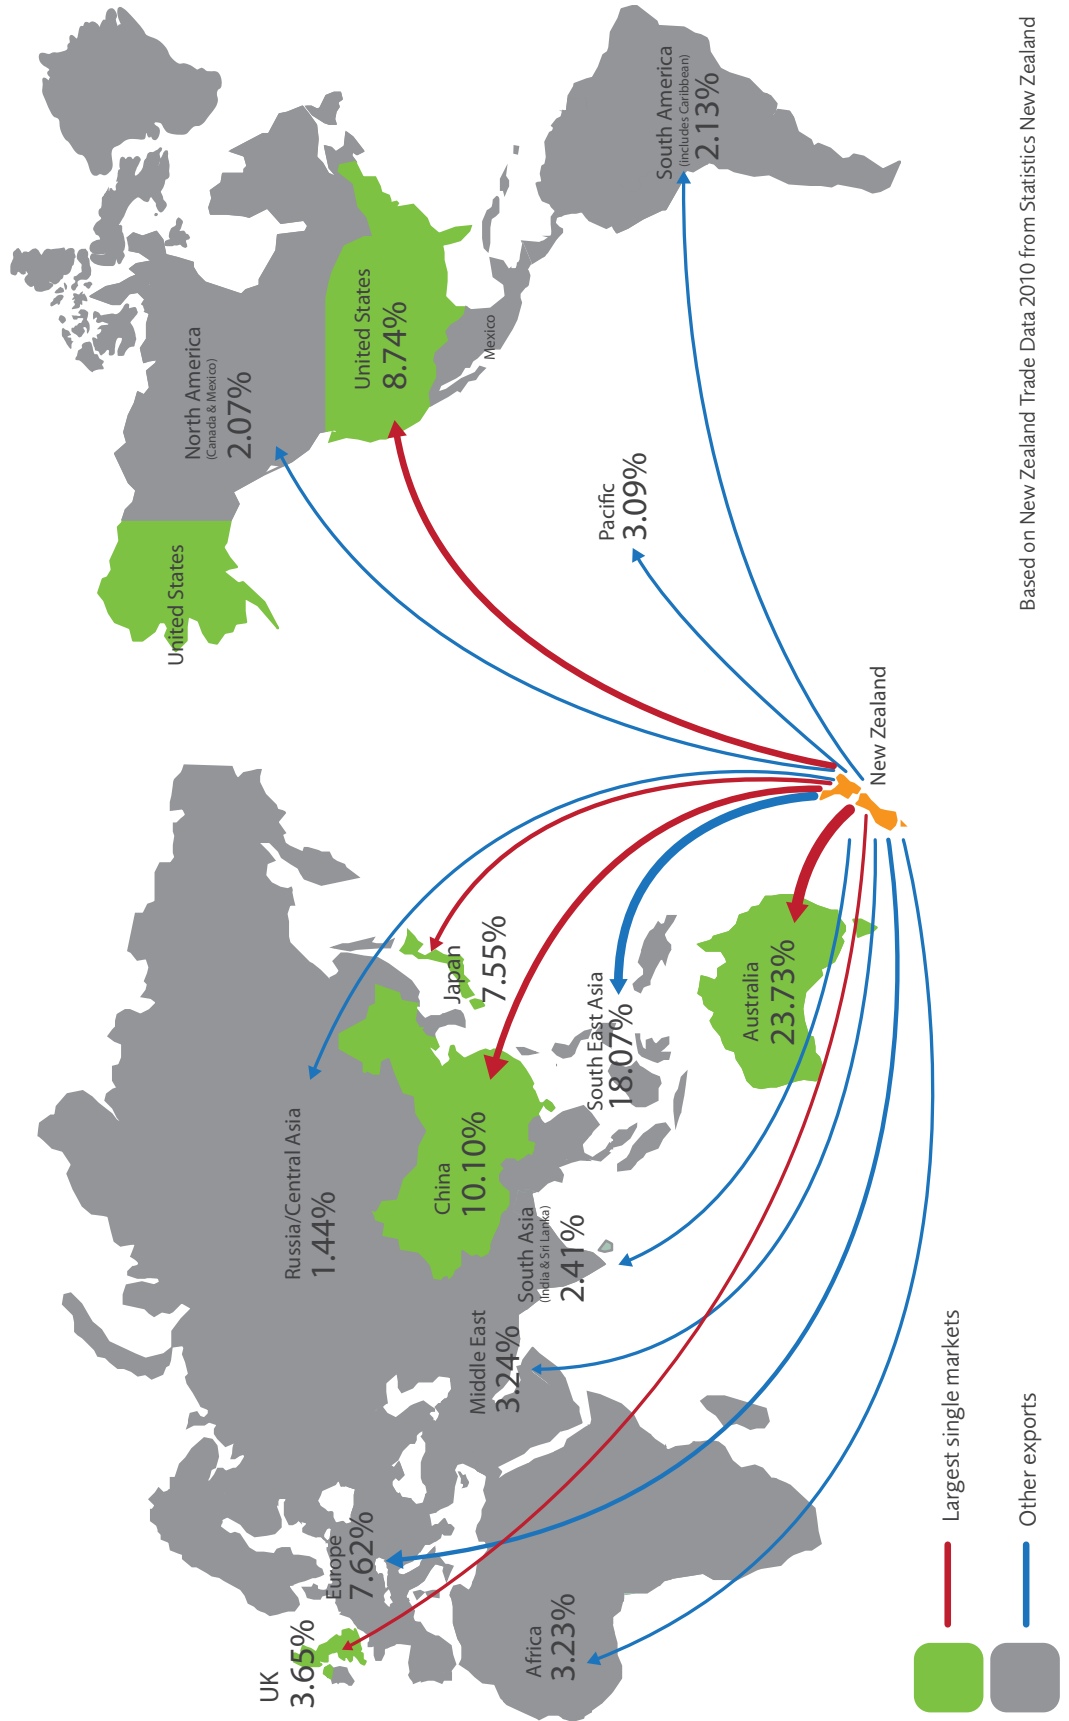 UK
3.65%
Europe
7.62%
Africa
3.23%
Middle East
3.24%
Russia/Central Asia
1.44%
South Asia
(India & Sri Lanka)
2.41%
China
10.10%
Japan
7.55%
South East Asia
18.07%
Australia
23.73%
New Zealand
United States
North America
(Canada & Mexico)
2.07%
United States
8.74%
Mexico
Pacific
3.09%
South America
(includes Caribbean)
2.13%
Largest single markets
Other exports
Based on New Zealand Trade Data 2010 from Statistics New Zealand